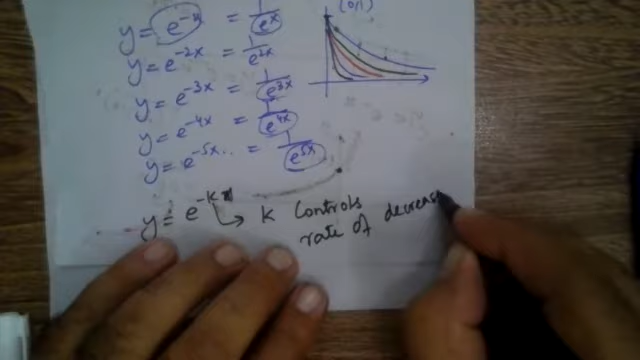 y = e^-x = 1/e^x
(0,1)
y = e^-2x = 1/e^2x
y = e^-3x = 1/e^3x
y = e^-4x = 1/e^4x
y = e^-5x.. = 1/e^5x
y = e^-kx → k controls
rate of decreas